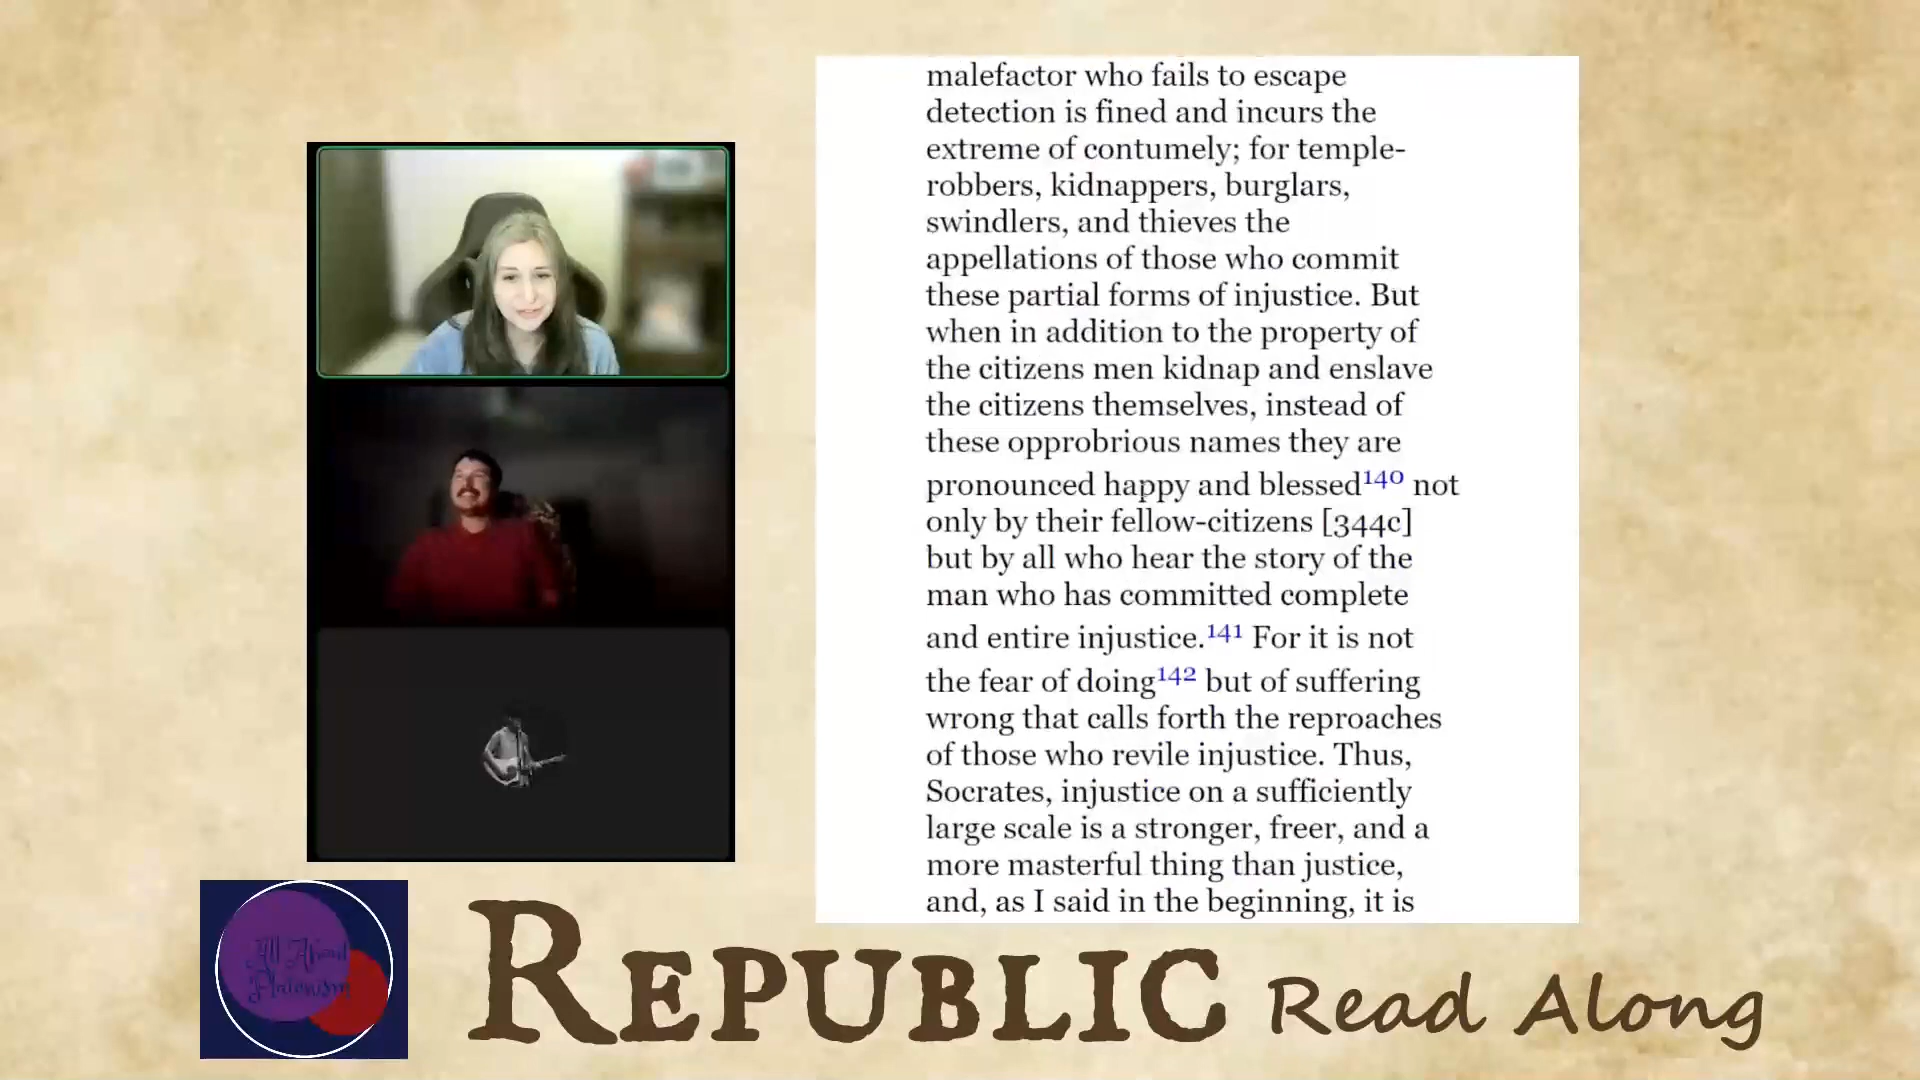 malefactor who fails to escape
detection is fined and incurs the
extreme of contumely; for temple-
robbers, kidnappers, burglars,
swindlers, and thieves the
appellations of those who commit
these partial forms of injustice. But
when in addition to the property of
the citizens men kidnap and enslave
the citizens themselves, instead of
these opprobrious names they are
pronounced happy and blessed140 not
only by their fellow-citizens [344c]
but by all who hear the story of the
man who has committed complete
and entire injustice.141 For it is not
the fear of doing142 but of suffering
wrong that calls forth the reproaches
of those who revile injustice. Thus,
Socrates, injustice on a sufficiently
large scale is a stronger, freer, and a
more masterful thing than justice,
and, as I said in the beginning, it is
All About
Platonism
REPUBLIC Read Along